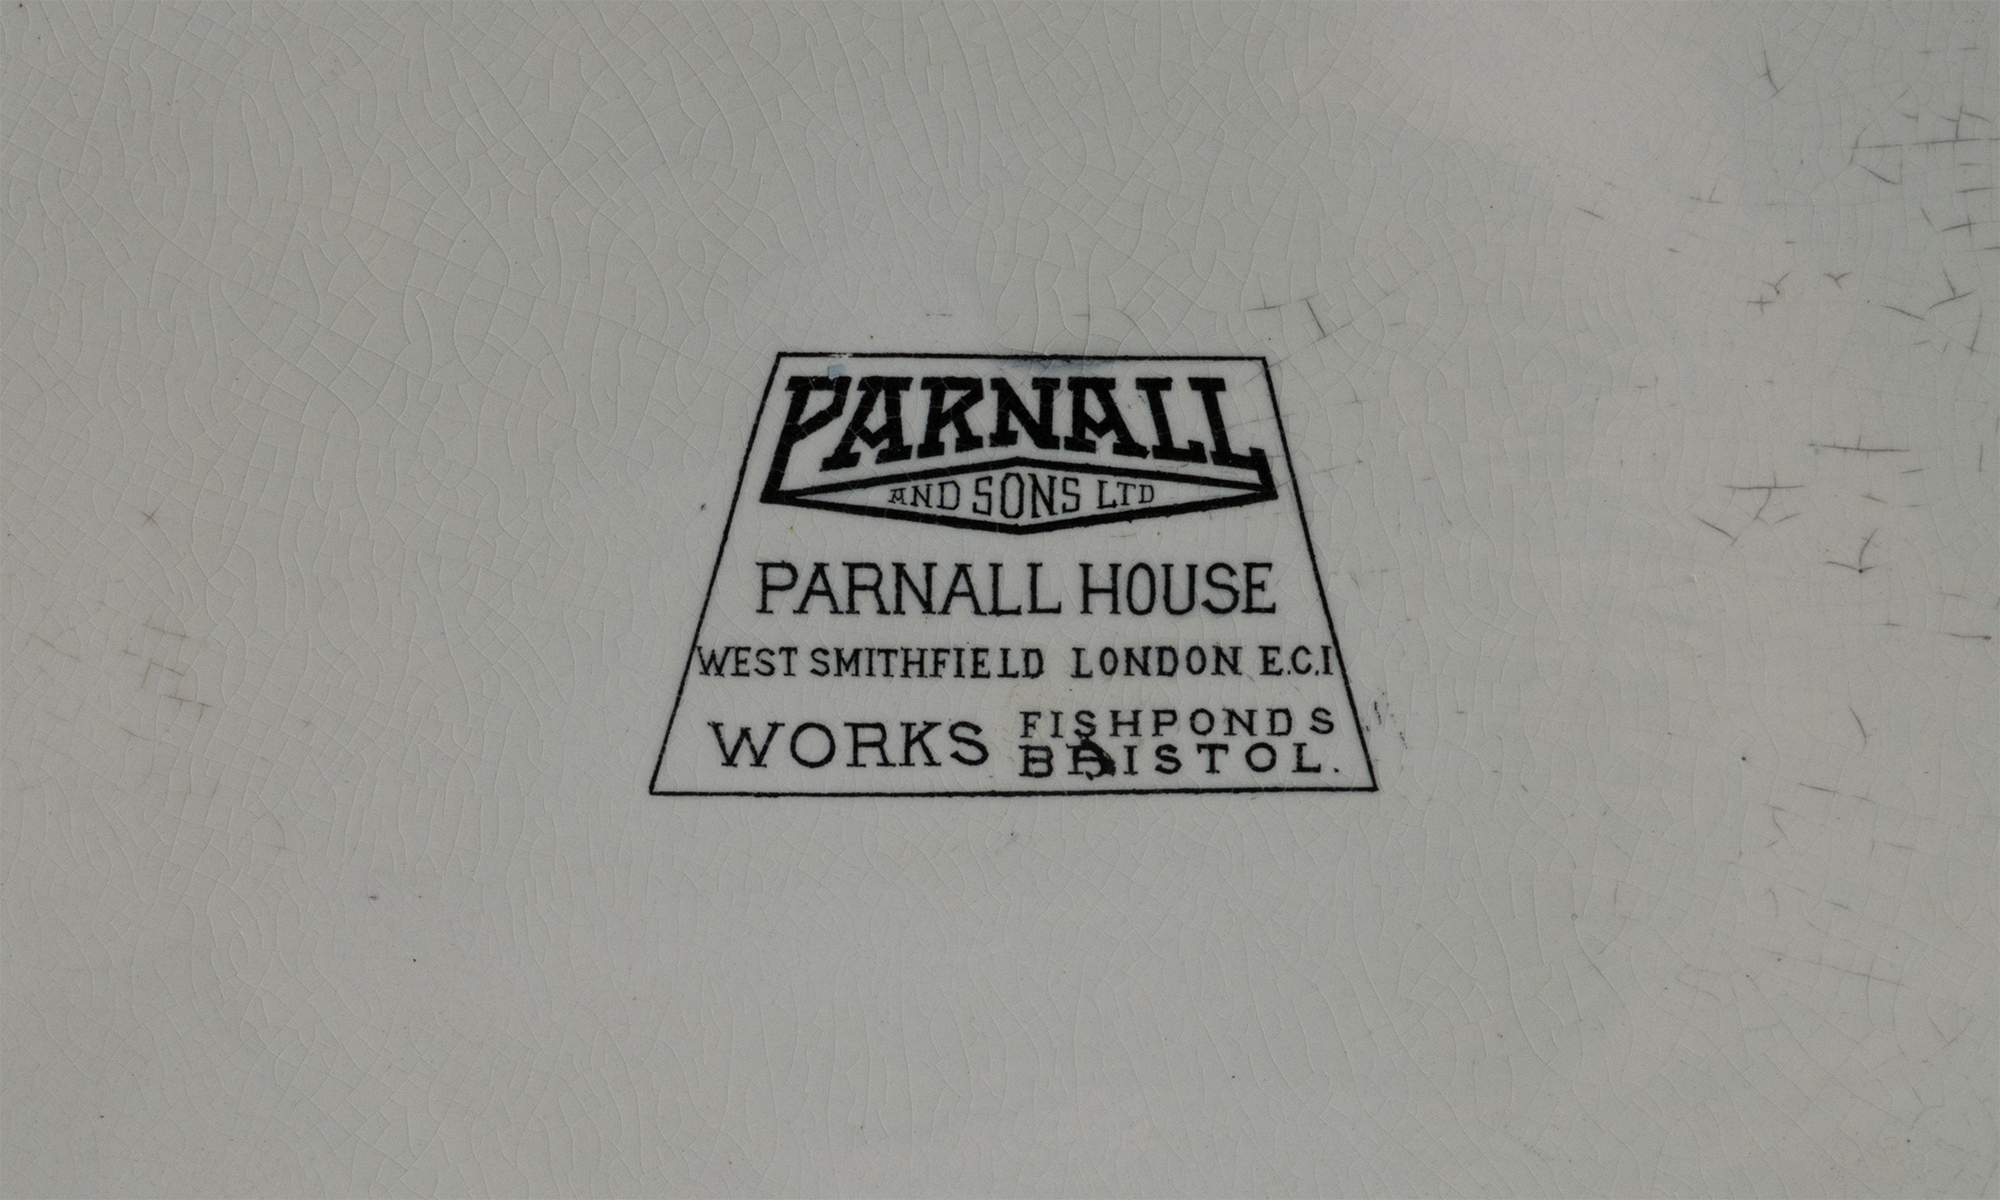 PARNALL
AND SONS LTD
PARNALL HOUSE
WEST SMITHFIELD LONDON E.C.I
WORKS FISHPONDS
BRISTOL.